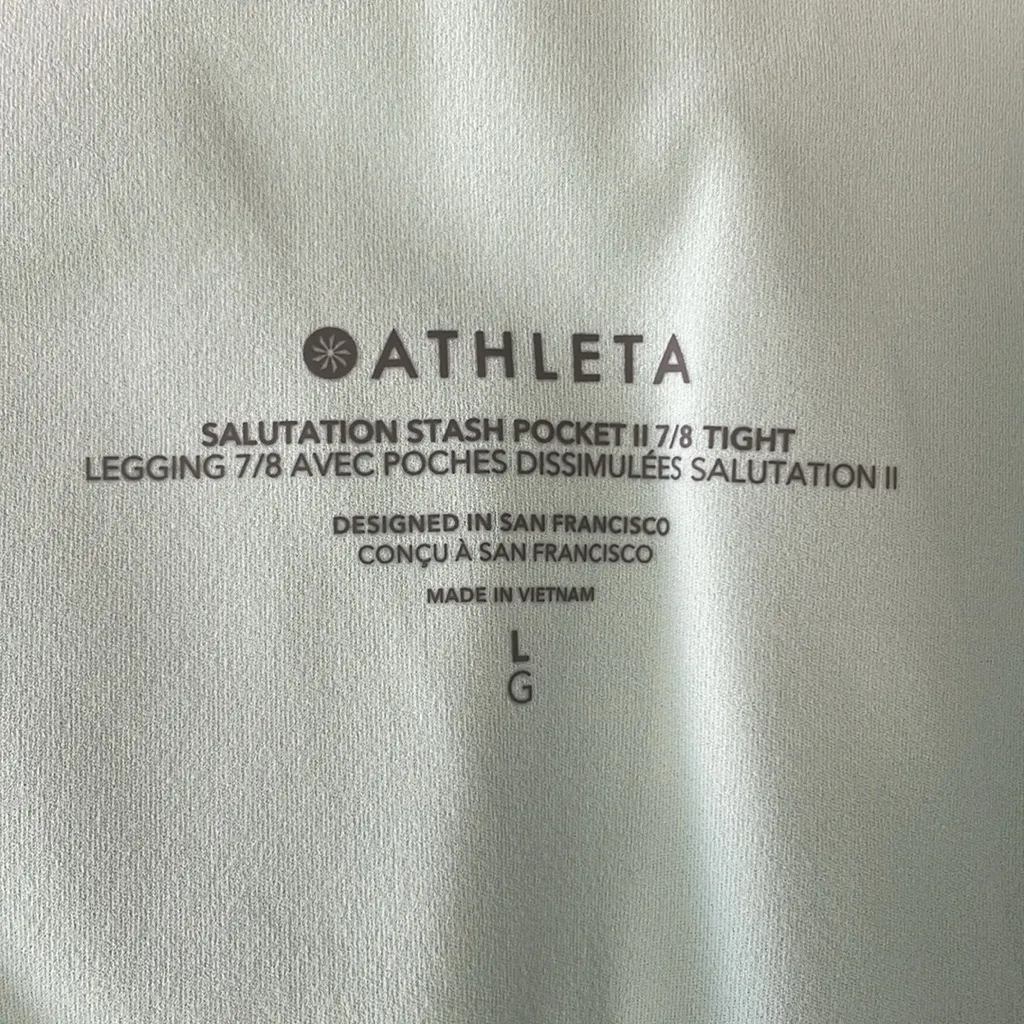 ATHLETA
SALUTATION STASH POCKET II 7/8 TIGHT
LEGGING 7/8 AVEC POCHES DISSIMULÉES SALUTATION II
DESIGNED IN SAN FRANCISCO
CONÇU À SAN FRANCISCO
MADE IN VIETNAM
L
G